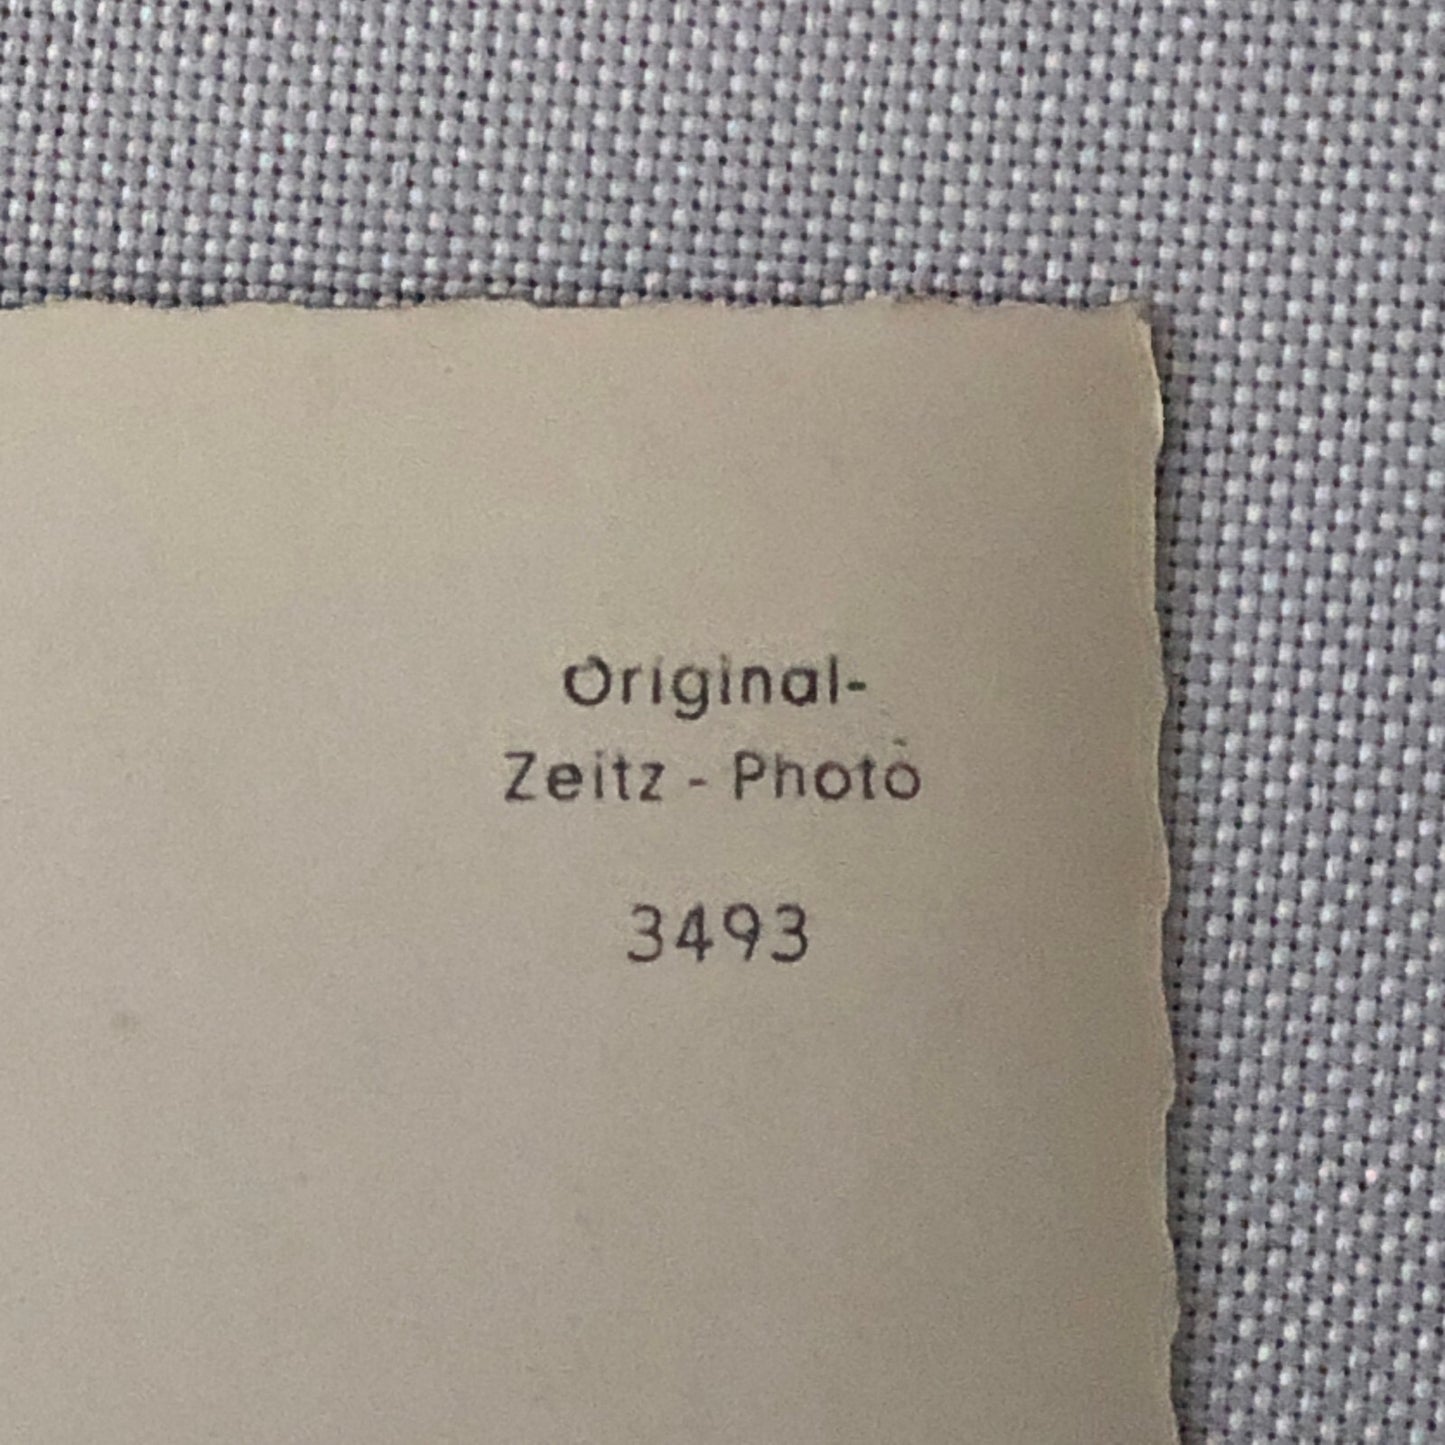 Original-
Zeitz - Photo
3493